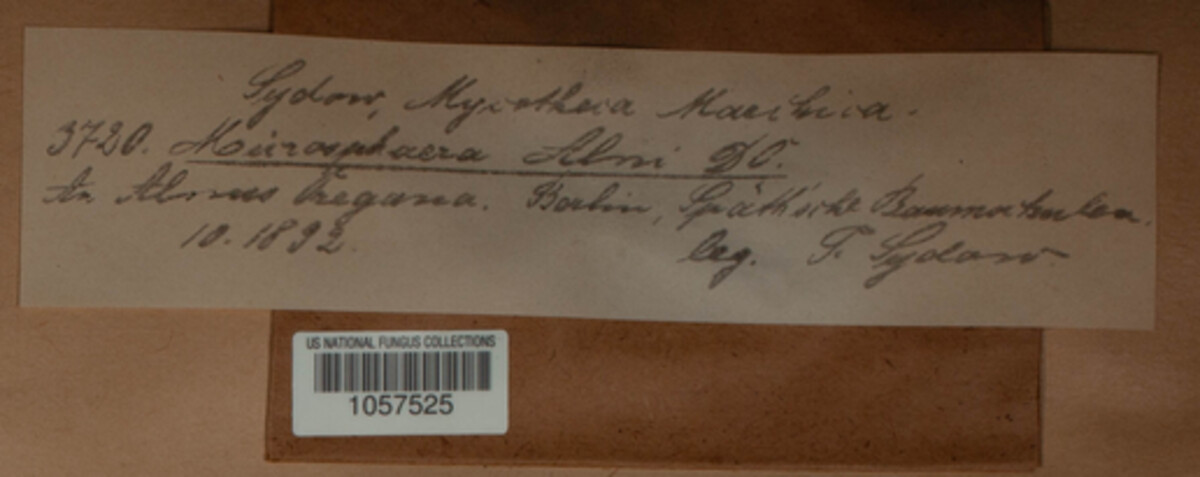 Sydow, Mycotheca Marchica.
3720. Microsphaera Alni DC.
An Alnus oregana. Berlin, Späth'sche Baumschulen.
10. 1892. leg. P. Sydow
US NATIONAL FUNGUS COLLECTIONS
1057525